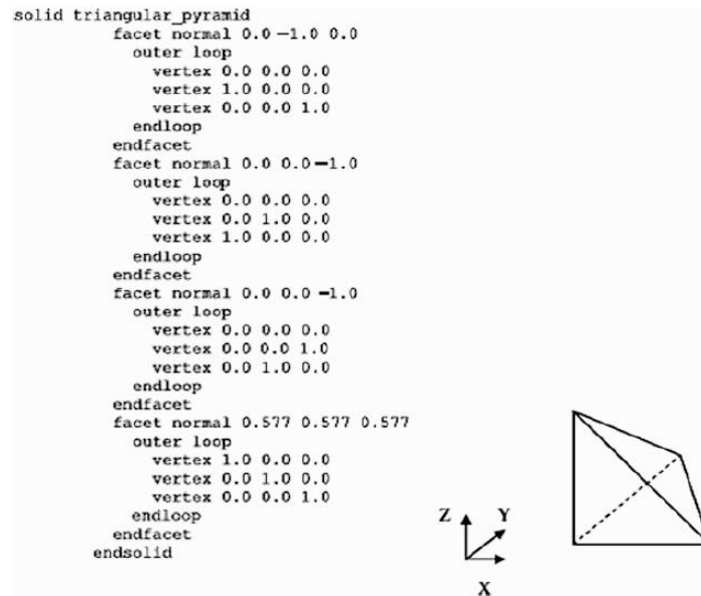 solid triangular_pyramid
facet normal 0.0 −1.0 0.0
outer loop
vertex 0.0 0.0 0.0
vertex 1.0 0.0 0.0
vertex 0.0 0.0 1.0
endloop
endfacet
facet normal 0.0 0.0 −1.0
outer loop
vertex 0.0 0.0 0.0
vertex 0.0 1.0 0.0
vertex 1.0 0.0 0.0
endloop
endfacet
facet normal 0.0 0.0 −1.0
outer loop
vertex 0.0 0.0 0.0
vertex 0.0 0.0 1.0
vertex 0.0 1.0 0.0
endloop
endfacet
facet normal 0.577 0.577 0.577
outer loop
vertex 1.0 0.0 0.0
vertex 0.0 1.0 0.0
vertex 0.0 0.0 1.0
endloop
endfacet
endsolid
Z Y
X